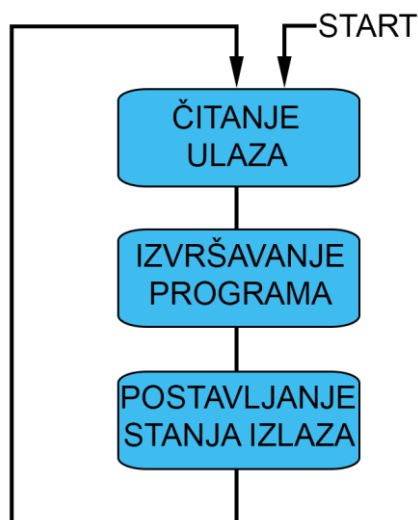 START
ČITANJE
ULAZA
IZVRŠAVANJE
PROGRAMA
POSTAVLJANJE
STANJA IZLAZA